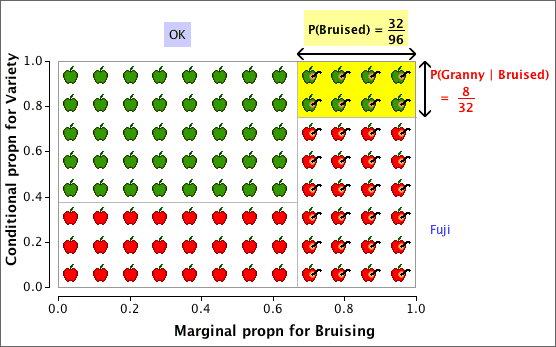 P(Bruised) = 32/96
OK
P(Granny | Bruised)
= 8/32
Conditional propn for Variety
1.0
0.8
0.6
0.4
0.2
0.0
Fuji
0.0 0.2 0.4 0.6 0.8 1.0
Marginal propn for Bruising